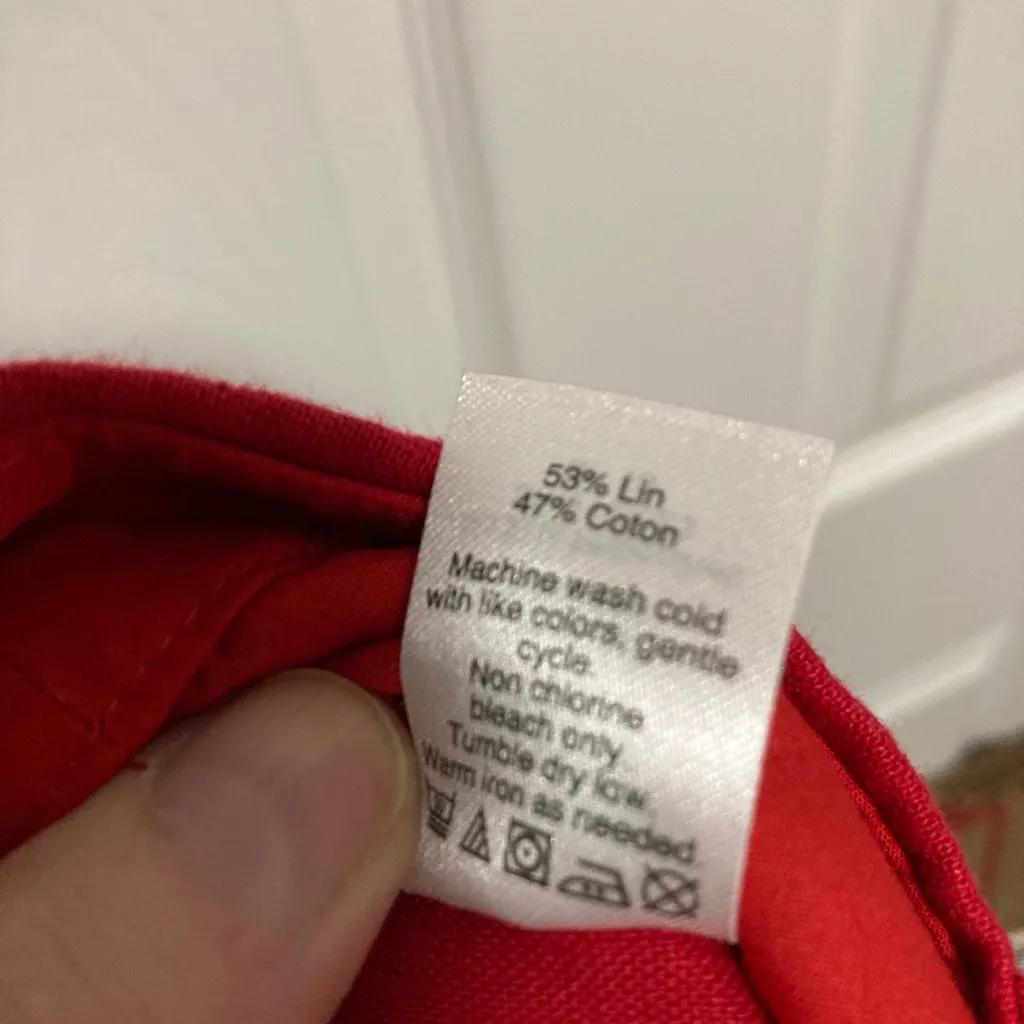 53% Lin
47% Coton
Machine wash cold
with like colors, gentle
cycle.
Non chlorine
bleach only.
Tumble dry low.
Warm iron as needed